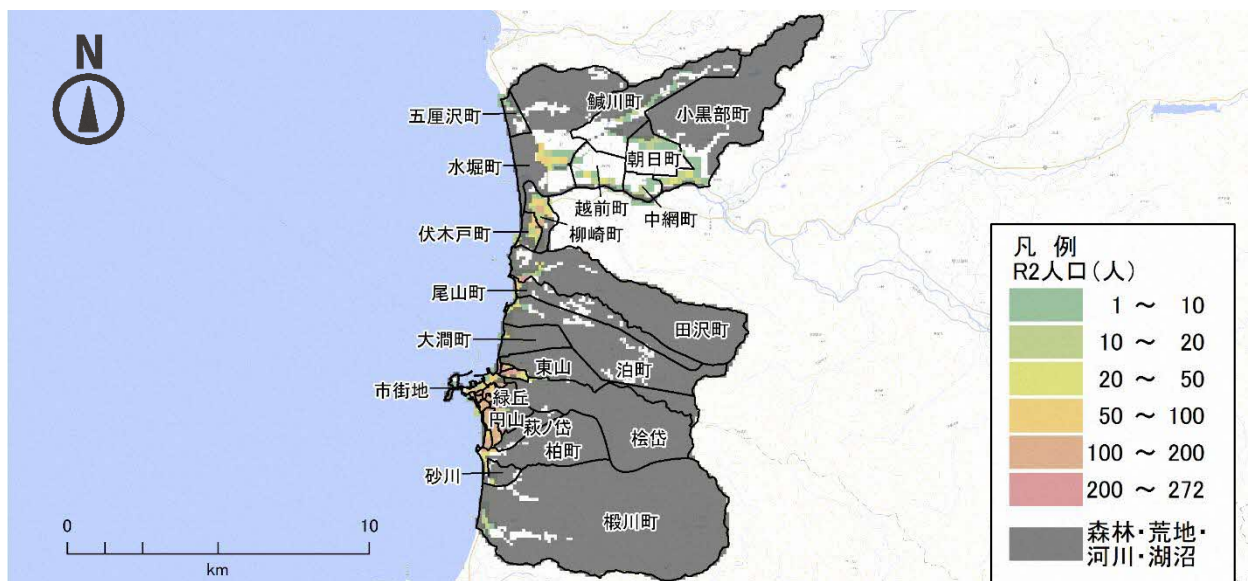 N
五厘沢町
鰔川町
小黒部町
水堀町
朝日町
越前町
中網町
伏木戸町
柳崎町
尾山町
田沢町
大澗町
東山
泊町
市街地
緑丘
円山
萩ノ岱
桧岱
柏町
砂川
椴川町
0
10
km
凡 例
R2人口(人)
1 ~ 10
10 ~ 20
20 ~ 50
50 ~ 100
100 ~ 200
200 ~ 272
森林・荒地・
河川・湖沼